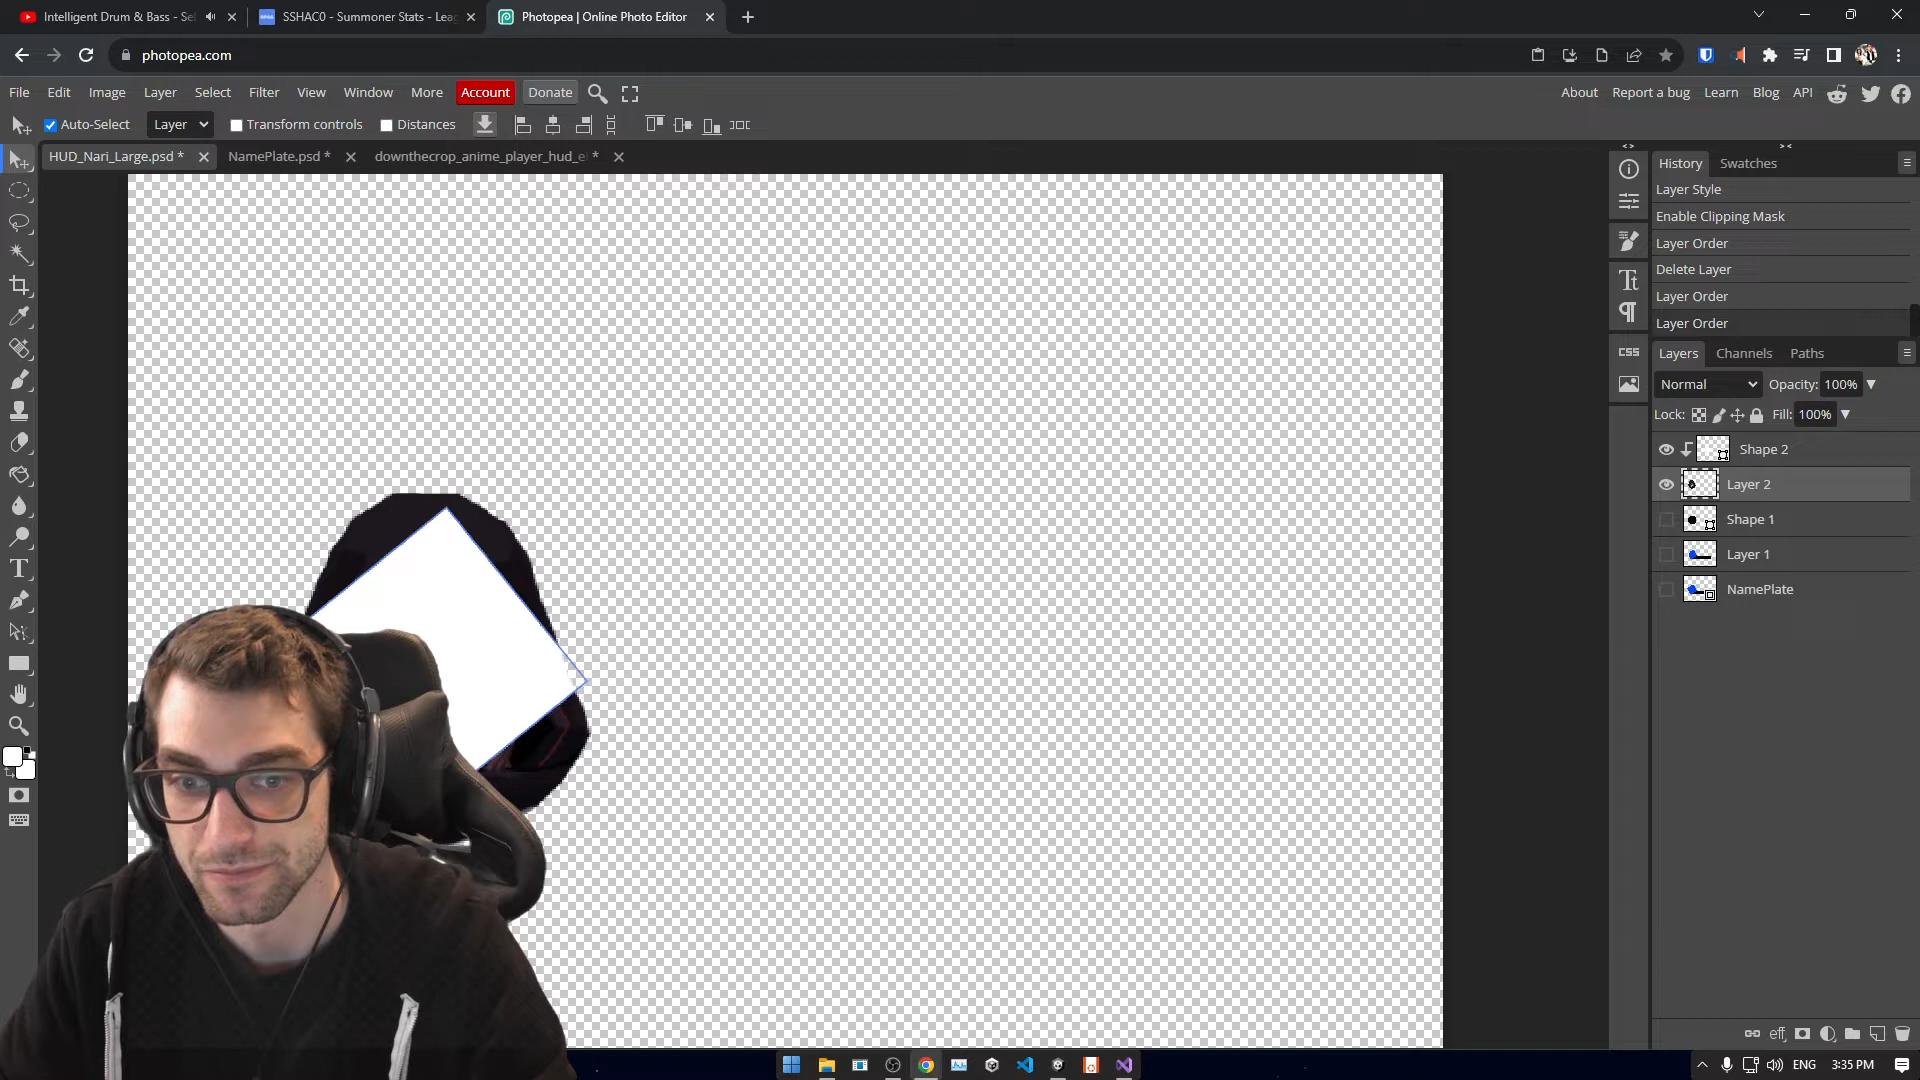 Intelligent Drum & Bass - Se
SSHAC0 - Summoner Stats - Leag
Photopea | Online Photo Editor
photopea.com
File Edit Image Layer Select Filter View Window More Account Donate
About Report a bug Learn Blog API
Auto-Select Layer Transform controls Distances
HUD_Nari_Large.psd *
NamePlate.psd *
downthecrop_anime_player_hud_e *
History Swatches
Layer Style
Enable Clipping Mask
Layer Order
Delete Layer
Layer Order
Layer Order
Layers Channels Paths
CSS
Normal Opacity: 100%
Lock: Fill: 100%
Shape 2
Layer 2
Shape 1
Layer 1
NamePlate
eff
ENG 3:35 PM